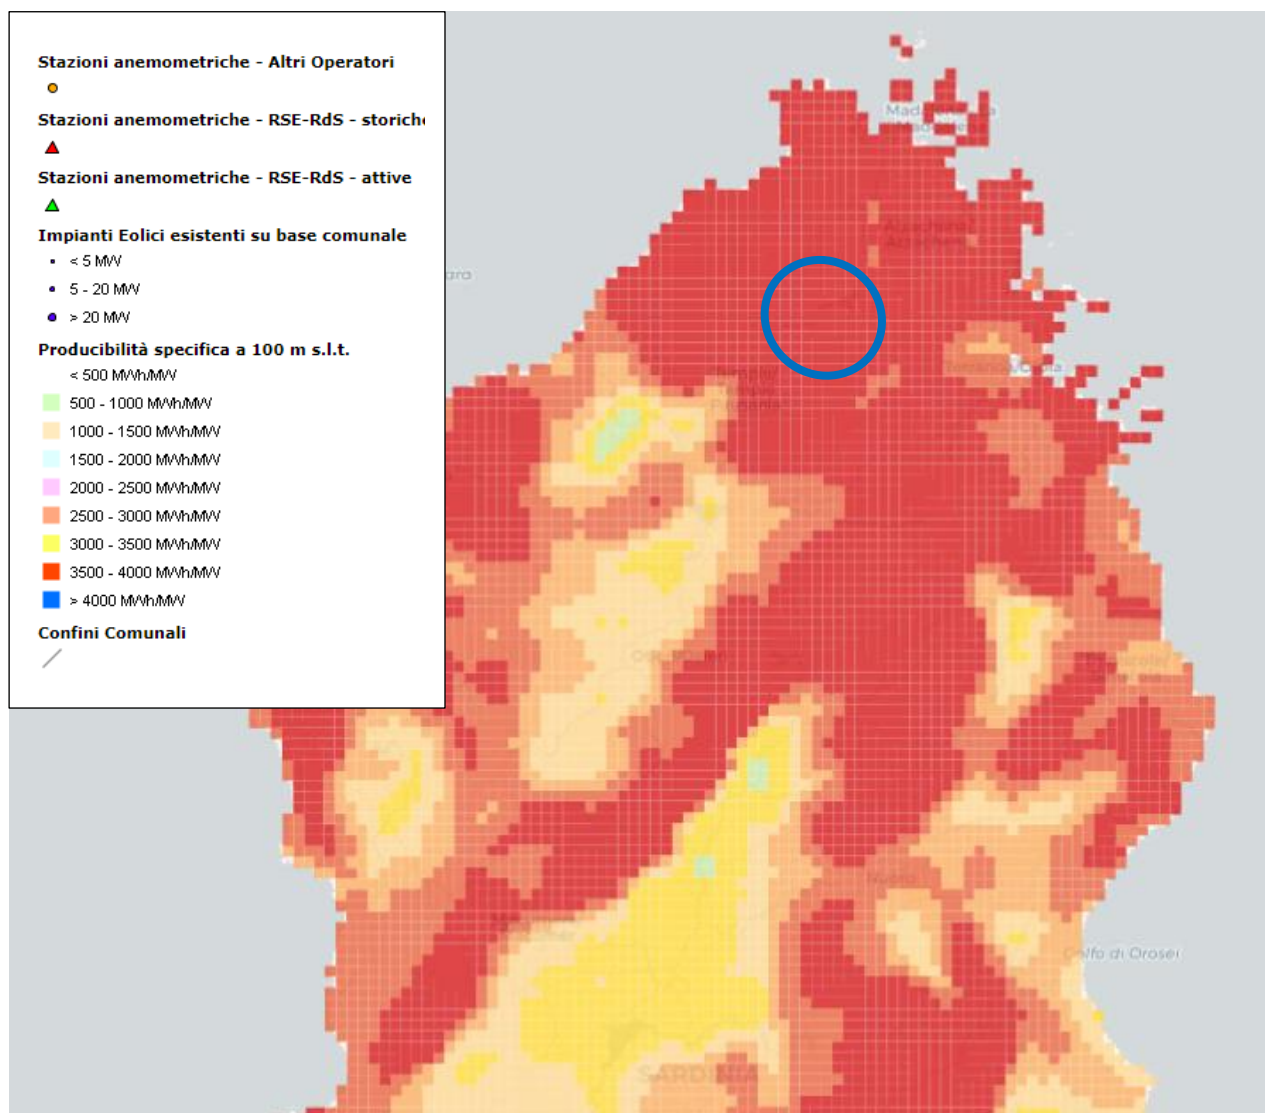 Stazioni anemometriche - Altri Operatori
Stazioni anemometriche - RSE-RdS - storiche
Stazioni anemometriche - RSE-RdS - attive
Impianti Eolici esistenti su base comunale
< 5 MW
5 - 20 MW
> 20 MW
Producibilità specifica a 100 m s.l.t.
< 500 MWh/MW
500 - 1000 MWh/MW
1000 - 1500 MWh/MW
1500 - 2000 MWh/MW
2000 - 2500 MWh/MW
2500 - 3000 MWh/MW
3000 - 3500 MWh/MW
3500 - 4000 MWh/MW
> 4000 MWh/MW
Confini Comunali
ara
Nuoro
Golfo di Orosei
SARDINIA